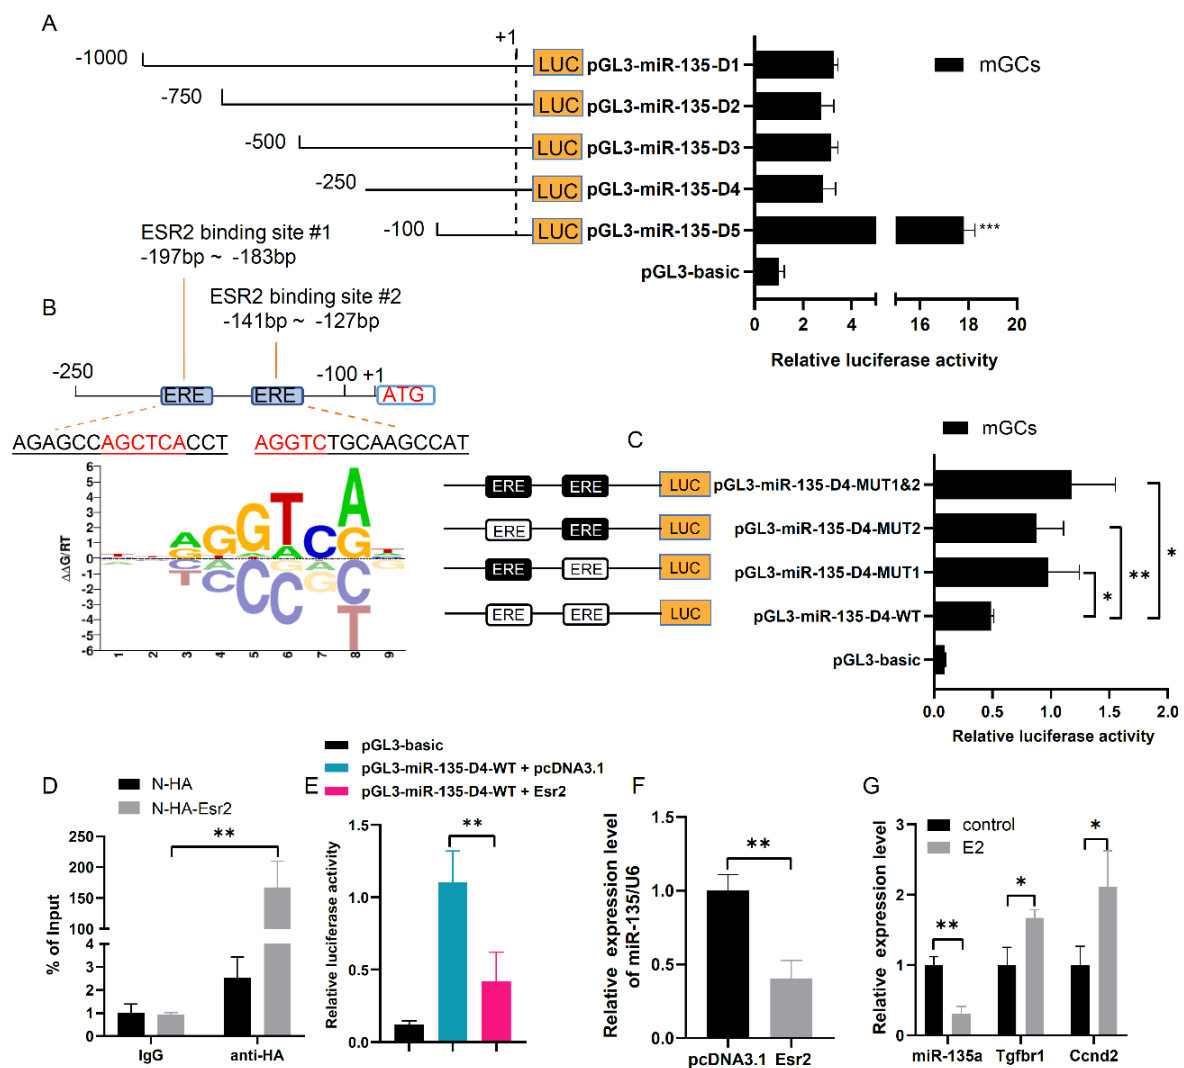 A
+1
-1000
LUC
pGL3-miR-135-D1
mGCs
-750
LUC
pGL3-miR-135-D2
-500
LUC
pGL3-miR-135-D3
-250
LUC
pGL3-miR-135-D4
-100
LUC
pGL3-miR-135-D5
***
pGL3-basic
0 2 4 16 18 20
Relative luciferase activity
B
ESR2 binding site #1
-197bp ~ -183bp
ESR2 binding site #2
-141bp ~ -127bp
-250
-100 +1
ERE
ERE
ATG
AGAGCCAGCTCACCT
AGGTCTGCAAGCCAT
ΔΔG/RT
6
5
4
3
2
1
0
-1
-2
-3
-4
-5
-6
1 2 3 4 5 6 7 8 9
C
mGCs
ERE ERE LUC pGL3-miR-135-D4-MUT1&2
ERE ERE LUC pGL3-miR-135-D4-MUT2
ERE ERE LUC pGL3-miR-135-D4-MUT1
ERE ERE LUC pGL3-miR-135-D4-WT
pGL3-basic
* ** *
0.0 0.5 1.0 1.5 2.0
Relative luciferase activity
D
N-HA
N-HA-Esr2
**
% of Input
250
200
150
100
4
3
2
1
0
IgG anti-HA
E
pGL3-basic
pGL3-miR-135-D4-WT + pcDNA3.1
pGL3-miR-135-D4-WT + Esr2
**
Relative luciferase activity
1.5
1.0
0.5
0.0
F
**
Relative expression level
of miR-135/U6
1.5
1.0
0.5
0.0
pcDNA3.1 Esr2
G
control
E2
** * *
Relative expression level
3
2
1
0
miR-135a Tgfbr1 Ccnd2